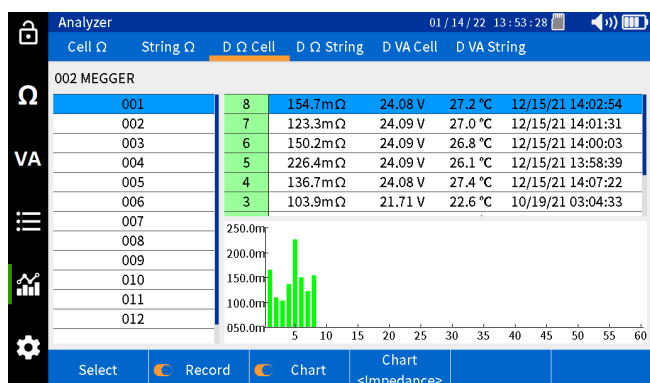 Analyzer 01/14/22 13:53:28
Cell Ω String Ω D Ω Cell D Ω String D VA Cell D VA String
002 MEGGER
Ω
VA
001
002
003
004
005
006
007
008
009
010
011
012
8 154.7mΩ 24.08 V 27.2 °C 12/15/21 14:02:54
7 123.3mΩ 24.09 V 27.0 °C 12/15/21 14:01:31
6 150.2mΩ 24.09 V 26.8 °C 12/15/21 14:00:03
5 226.4mΩ 24.09 V 26.1 °C 12/15/21 13:58:39
4 136.7mΩ 24.08 V 27.4 °C 12/15/21 14:07:22
3 103.9mΩ 21.71 V 22.6 °C 10/19/21 03:04:33
250.0m
200.0m
150.0m
100.0m
050.0m
5 10 15 20 25 30 35 40 45 50 55 60
Select Record Chart Chart
<Impedance>